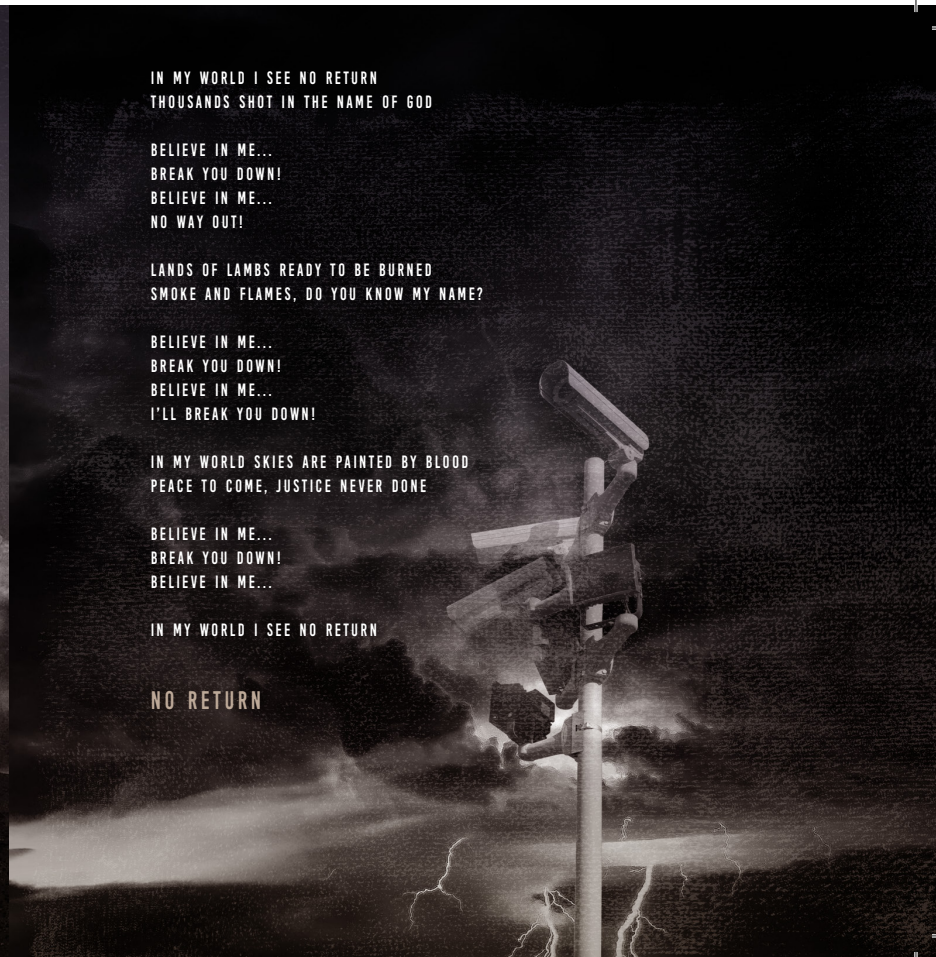 IN MY WORLD I SEE NO RETURN
THOUSANDS SHOT IN THE NAME OF GOD
BELIEVE IN ME...
BREAK YOU DOWN!
BELIEVE IN ME...
NO WAY OUT!
LANDS OF LAMBS READY TO BE BURNED
SMOKE AND FLAMES, DO YOU KNOW MY NAME?
BELIEVE IN ME...
BREAK YOU DOWN!
BELIEVE IN ME...
I'LL BREAK YOU DOWN!
IN MY WORLD SKIES ARE PAINTED BY BLOOD
PEACE TO COME, JUSTICE NEVER DONE
BELIEVE IN ME...
BREAK YOU DOWN!
BELIEVE IN ME...
IN MY WORLD I SEE NO RETURN
NO RETURN